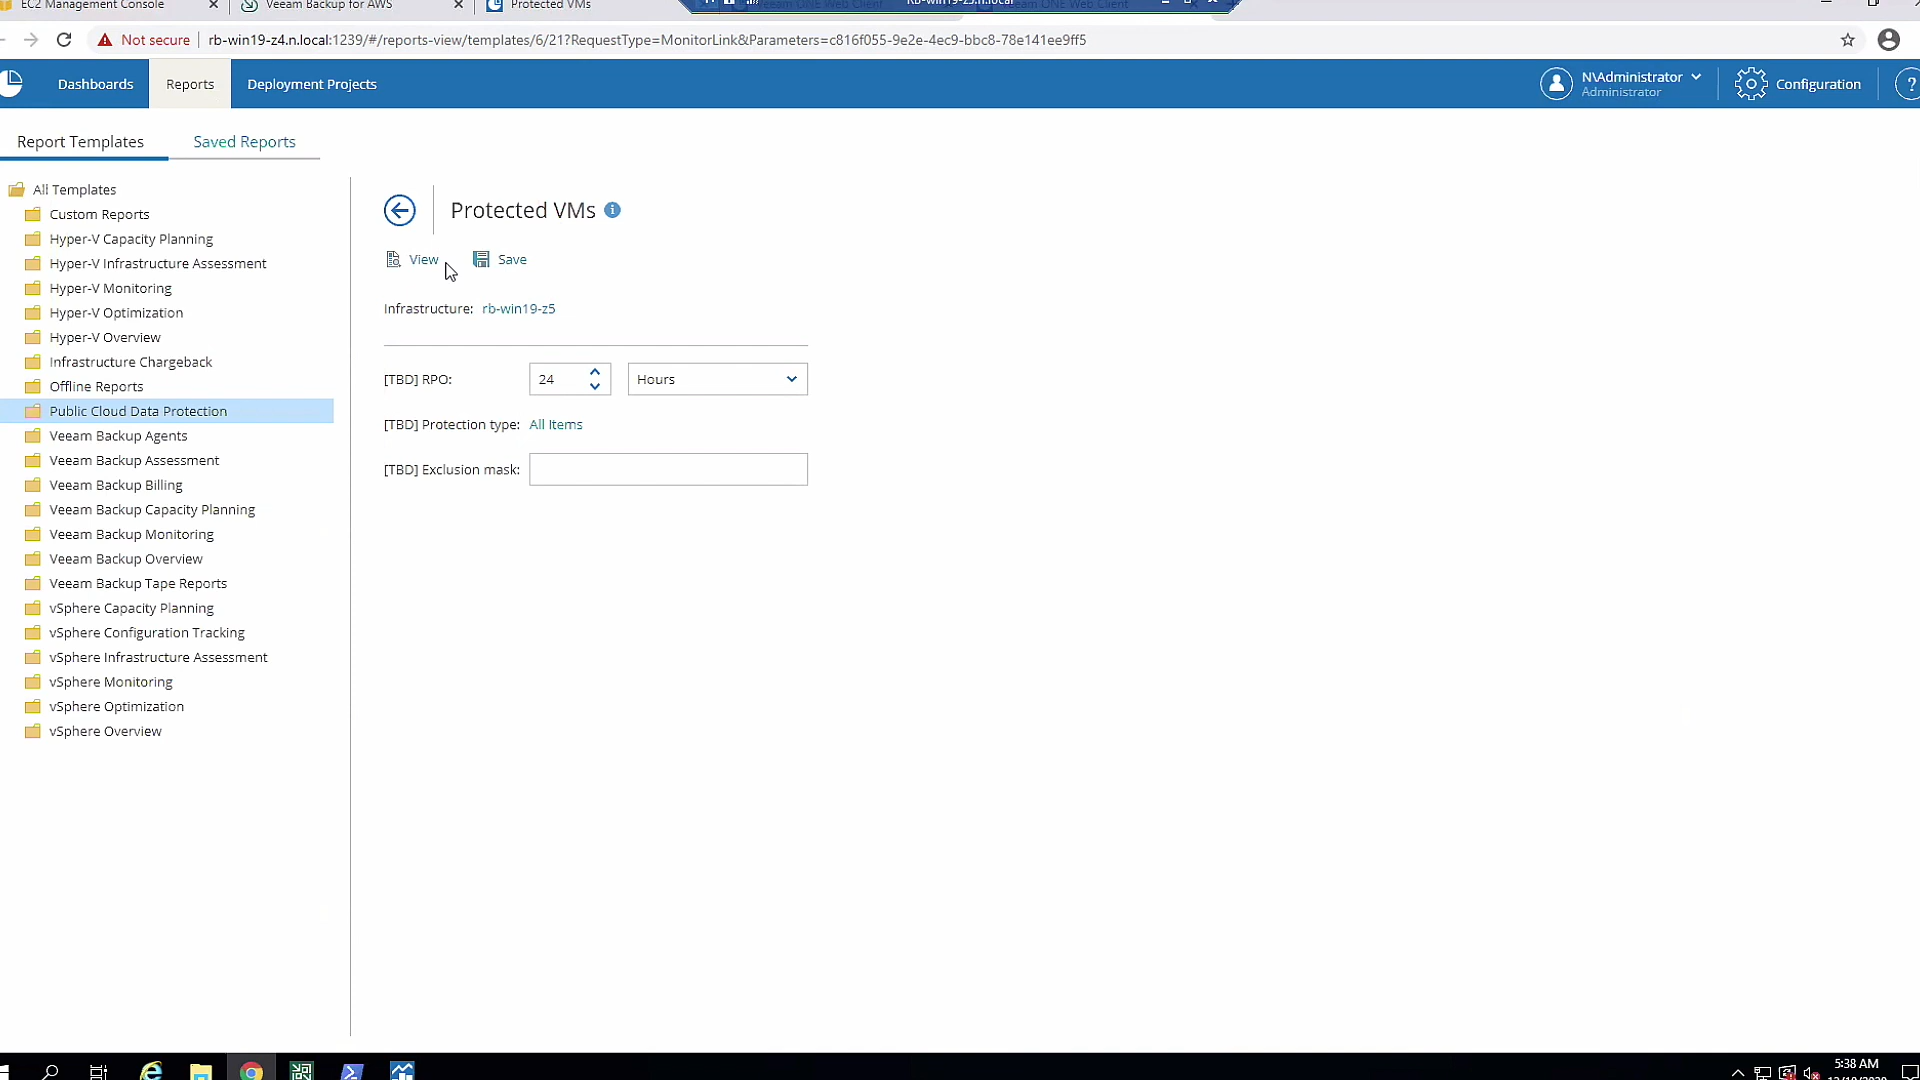 EC2 Management Console
Veeam Backup for AWS
Protected VMs
Not secure
rb-win19-z4.n.local:1239/#/reports-view/templates/6/21?RequestType=MonitorLink&Parameters=c816f055-9e2e-4ec9-bbc8-78e141ee9ff5
Dashboards
Reports
Deployment Projects
N\Administrator
Administrator
Configuration
?
Report Templates
Saved Reports
All Templates
Custom Reports
Hyper-V Capacity Planning
Hyper-V Infrastructure Assessment
Hyper-V Monitoring
Hyper-V Optimization
Hyper-V Overview
Infrastructure Chargeback
Offline Reports
Public Cloud Data Protection
Veeam Backup Agents
Veeam Backup Assessment
Veeam Backup Billing
Veeam Backup Capacity Planning
Veeam Backup Monitoring
Veeam Backup Overview
Veeam Backup Tape Reports
vSphere Capacity Planning
vSphere Configuration Tracking
vSphere Infrastructure Assessment
vSphere Monitoring
vSphere Optimization
vSphere Overview
Protected VMs
View
Save
Infrastructure: rb-win19-z5
[TBD] RPO: 24 Hours
[TBD] Protection type: All Items
[TBD] Exclusion mask:
5:38 AM